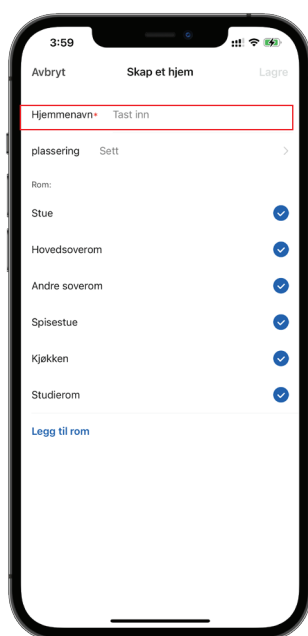 3:59
Avbryt Skap et hjem Lagre
Hjemmenavn* Tast inn
plassering Sett
Rom:
Stue
Hovedsoverom
Andre soverom
Spisestue
Kjøkken
Studierom
Legg til rom